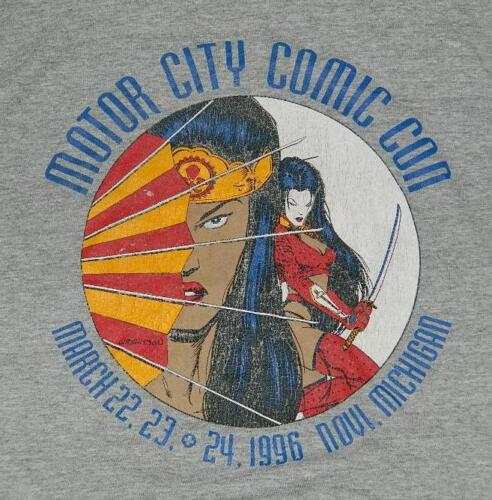 MOTOR CITY COMIC CON
MARCH 22, 23, & 24, 1996 NOVI, MICHIGAN